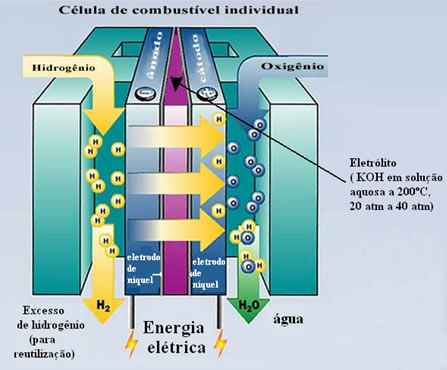 Célula de combustível individual
Hidrogênio
ânodo
cátodo
Oxigênio
Eletrólito
( KOH em solução
aquosa a 200°C,
20 atm a 40 atm)
eletrodo
de
níquel
eletrodo
de
níquel
H2
H2O
água
Excesso
de hidrogênio
(para
reutilização)
Energia
elétrica